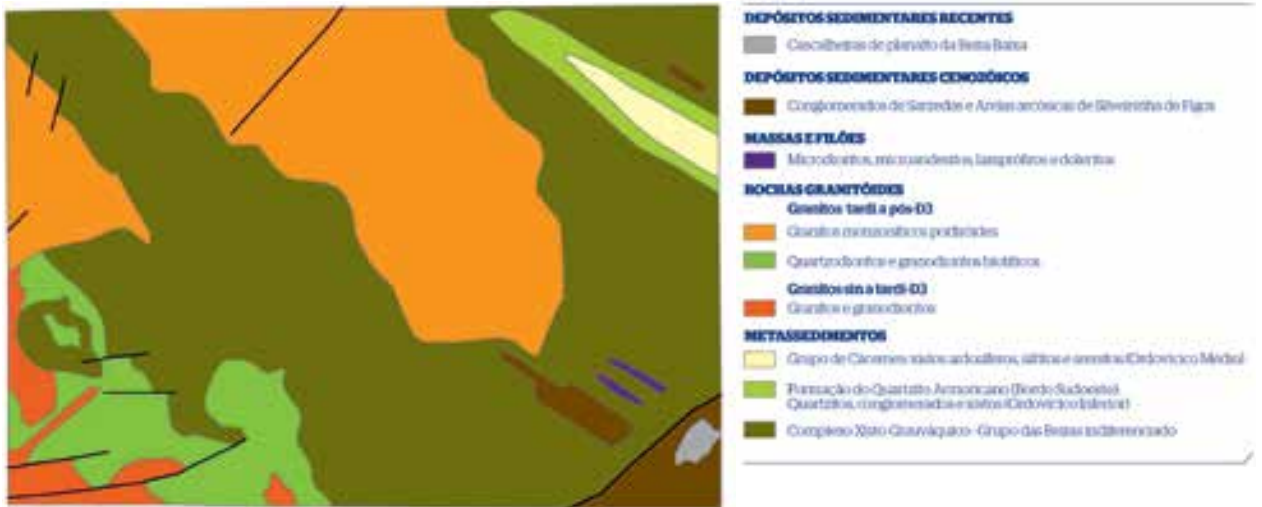 DEPÓSITOS SEDIMENTARES RECENTES
Cascalheiras de planalto da Beira Baixa
DEPÓSITOS SEDIMENTARES CENOZÓICOS
Conglomerados de Sarzedas e Areias arcósicas de Silveirinha do Figos
MASSAS E FILÕES
Microdioritos, microandesitos, lamprófiros e doleritos
ROCHAS GRANITÓIDES
Granitos tardi a pós-D3
Granitos monzoníticos porfiróides
Quartzodioritos e granodioritos biotíticos
Granitos sin a tardi-D3
Granitos e granodioritos
METASSEDIMENTOS
Grupo de Cáceres: xistos ardosíferos, siltitos e arenitos (Ordovícico Médio)
Formação do Quartzito Armoricano (Bordo Sudoeste)
Quartzitos, conglomerados e xistos (Ordovícico Inferior)
Complexo Xisto Grauváquico - Grupo das Beiras indiferenciado